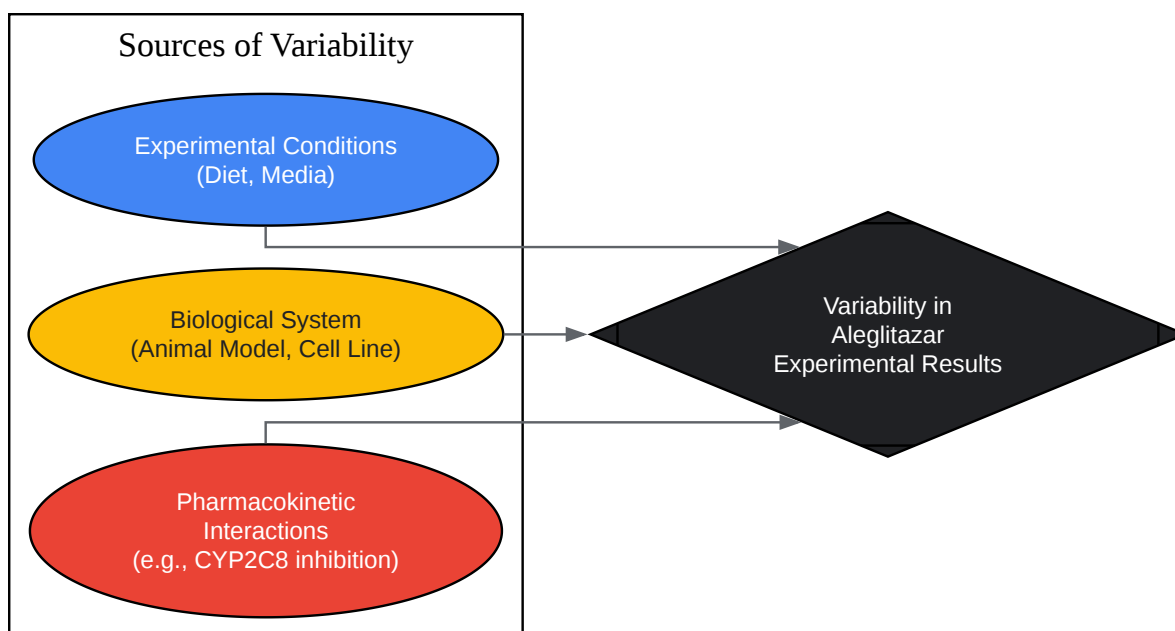 Sources of Variability
Experimental Conditions
(Diet, Media)
Biological System
(Animal Model, Cell Line)
Pharmacokinetic
Interactions
(e.g., CYP2C8 inhibition)
Variability in
Aleglitazar
Experimental Results